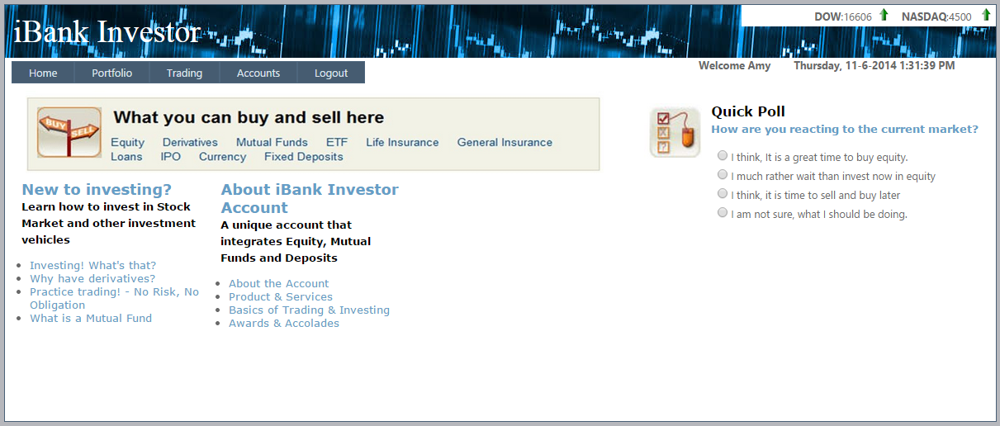 iBank Investor
DOW:16606 NASDAQ:4500
Home Portfolio Trading Accounts Logout
Welcome Amy Thursday, 11-6-2014 1:31:39 PM
BUY
SELL
What you can buy and sell here
Equity Derivatives Mutual Funds ETF Life Insurance General Insurance
Loans IPO Currency Fixed Deposits
Quick Poll
How are you reacting to the current market?
I think, It is a great time to buy equity.
I much rather wait than invest now in equity
I think, it is time to sell and buy later
I am not sure, what I should be doing.
New to investing?
Learn how to invest in Stock
Market and other investment
vehicles
Investing! What's that?
Why have derivatives?
Practice trading! - No Risk, No
Obligation
What is a Mutual Fund
About iBank Investor
Account
A unique account that
integrates Equity, Mutual
Funds and Deposits
About the Account
Product & Services
Basics of Trading & Investing
Awards & Accolades